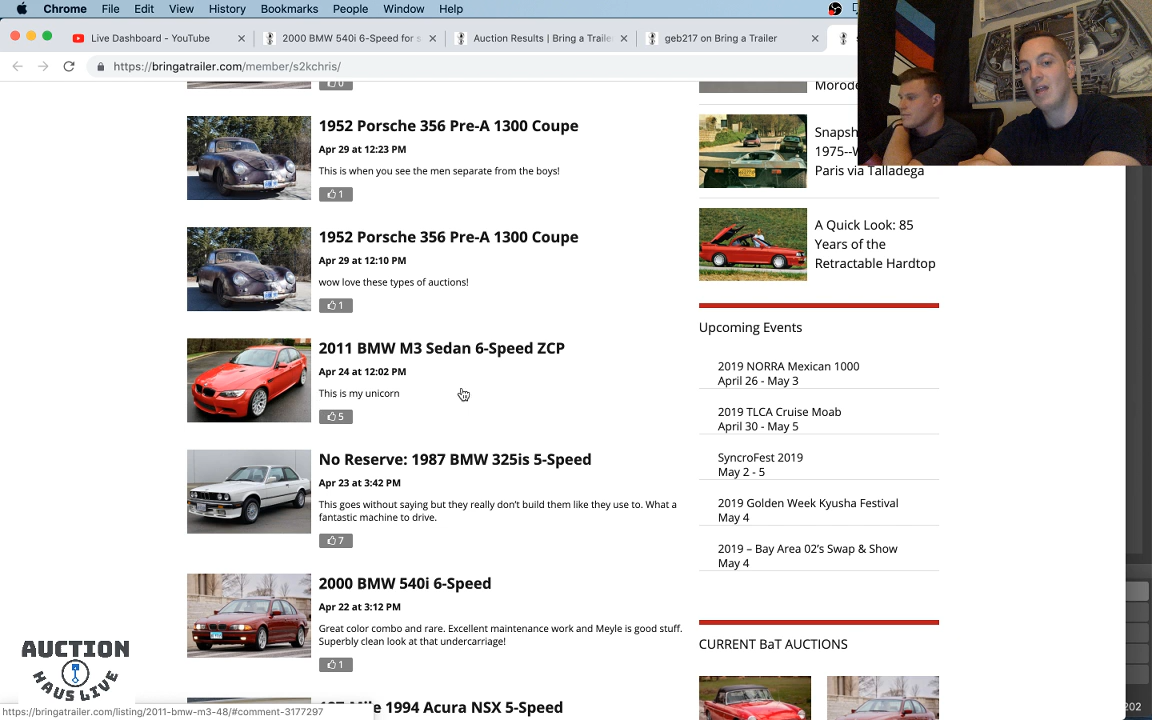 Chrome File Edit View History Bookmarks People Window Help
Live Dashboard - YouTube
2000 BMW 540i 6-Speed for s
Auction Results | Bring a Traile
geb217 on Bring a Trailer
https://bringatrailer.com/member/s2kchris/
1952 Porsche 356 Pre-A 1300 Coupe
Apr 29 at 12:23 PM
This is when you see the men separate from the boys!
1
1952 Porsche 356 Pre-A 1300 Coupe
Apr 29 at 12:10 PM
wow love these types of auctions!
1
2011 BMW M3 Sedan 6-Speed ZCP
Apr 24 at 12:02 PM
This is my unicorn
5
No Reserve: 1987 BMW 325is 5-Speed
Apr 23 at 3:42 PM
This goes without saying but they really don't build them like they use to. What a
fantastic machine to drive.
7
2000 BMW 540i 6-Speed
Apr 22 at 3:12 PM
Great color combo and rare. Excellent maintenance work and Meyle is good stuff.
Superbly clean look at that undercarriage!
1
Mile 1994 Acura NSX 5-Speed
Morode
Snapsh
1975--W
Paris via Talladega
A Quick Look: 85
Years of the
Retractable Hardtop
Upcoming Events
2019 NORRA Mexican 1000
April 26 - May 3
2019 TLCA Cruise Moab
April 30 - May 5
SyncroFest 2019
May 2 - 5
2019 Golden Week Kyusha Festival
May 4
2019 – Bay Area 02's Swap & Show
May 4
CURRENT BaT AUCTIONS
AUCTION
HAUS LIVE
https://bringatrailer.com/listing/2011-bmw-m3-48/#comment-3177297
202